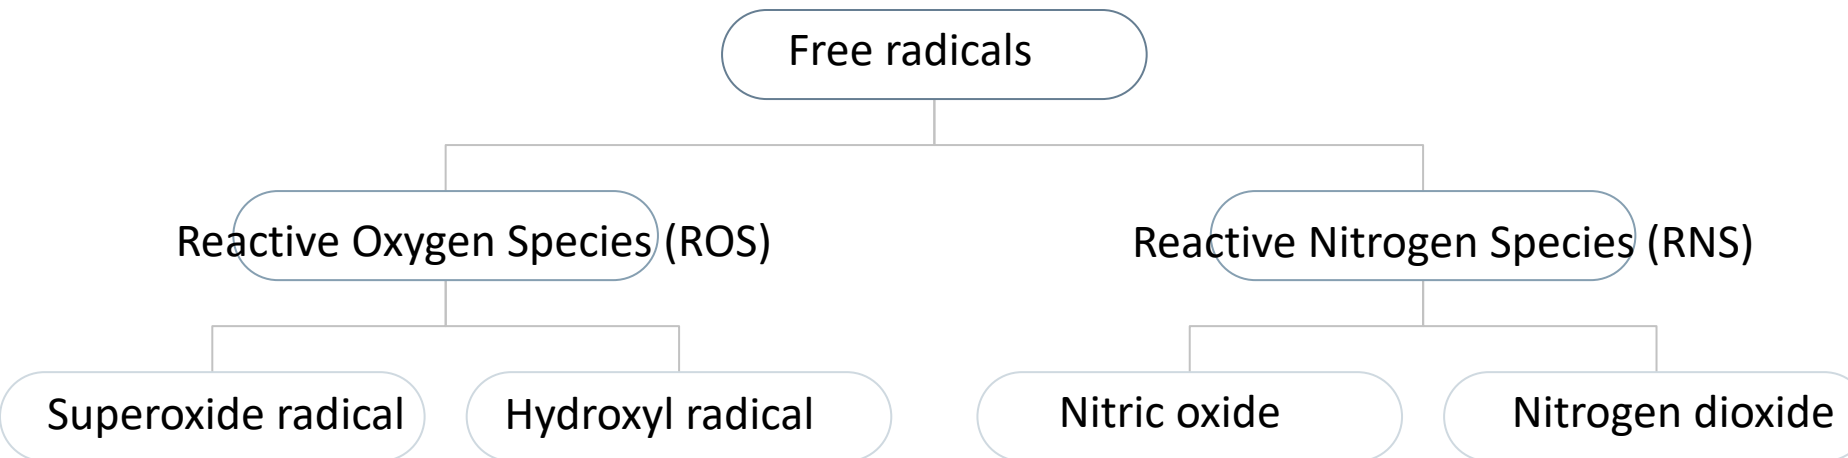 Free radicals
Reactive Oxygen Species (ROS)
Reactive Nitrogen Species (RNS)
Superoxide radical
Hydroxyl radical
Nitric oxide
Nitrogen dioxide